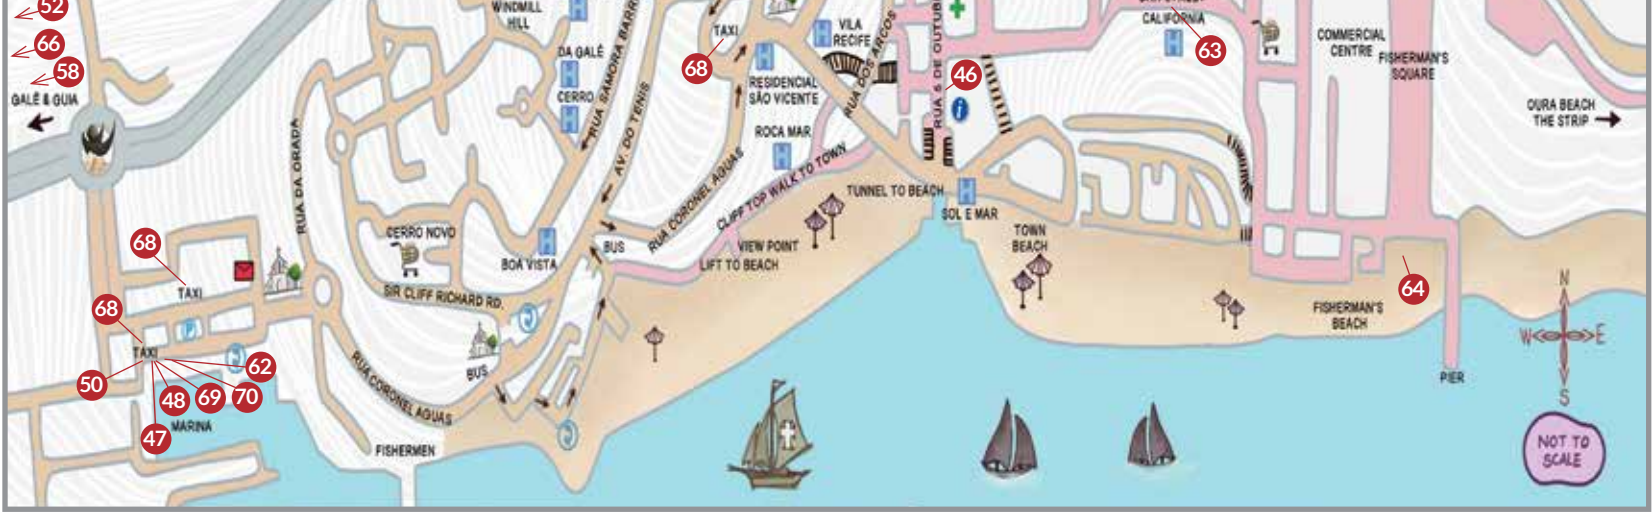 52
WINDMILL
HILL
TAXI
VILA
RECIFE
CALIFORNIA
COMMERCIAL
CENTRE
FISHERMAN'S
SQUARE
66
58
68
63
46
DA GALÉ
CERRO
RUA SAMORA BARR
AV. DO TENIS
RESIDENCIAL
SÃO VICENTE
RUA DOS ARCOS
RUA 5 DE OUTUB
i
GALÉ & GUIA
OURA BEACH
THE STRIP
ROCA MAR
RUA DA ORADA
RUA CORONEL AGUAS
CLIFF TOP WALK TO TOWN
TUNNEL TO BEACH
SOL E MAR
TOWN
BEACH
CERRO NOVO
BOA VISTA
BUS
VIEW POINT
LIFT TO BEACH
68
TAXI
SIR CLIFF RICHARD RD.
64
FISHERMAN'S
BEACH
N
W
E
S
68
P
TAXI
62
50
48
69
70
47
MARINA
BUS
RUA CORONEL AGUAS
FISHERMEN
PIER
NOT TO
SCALE